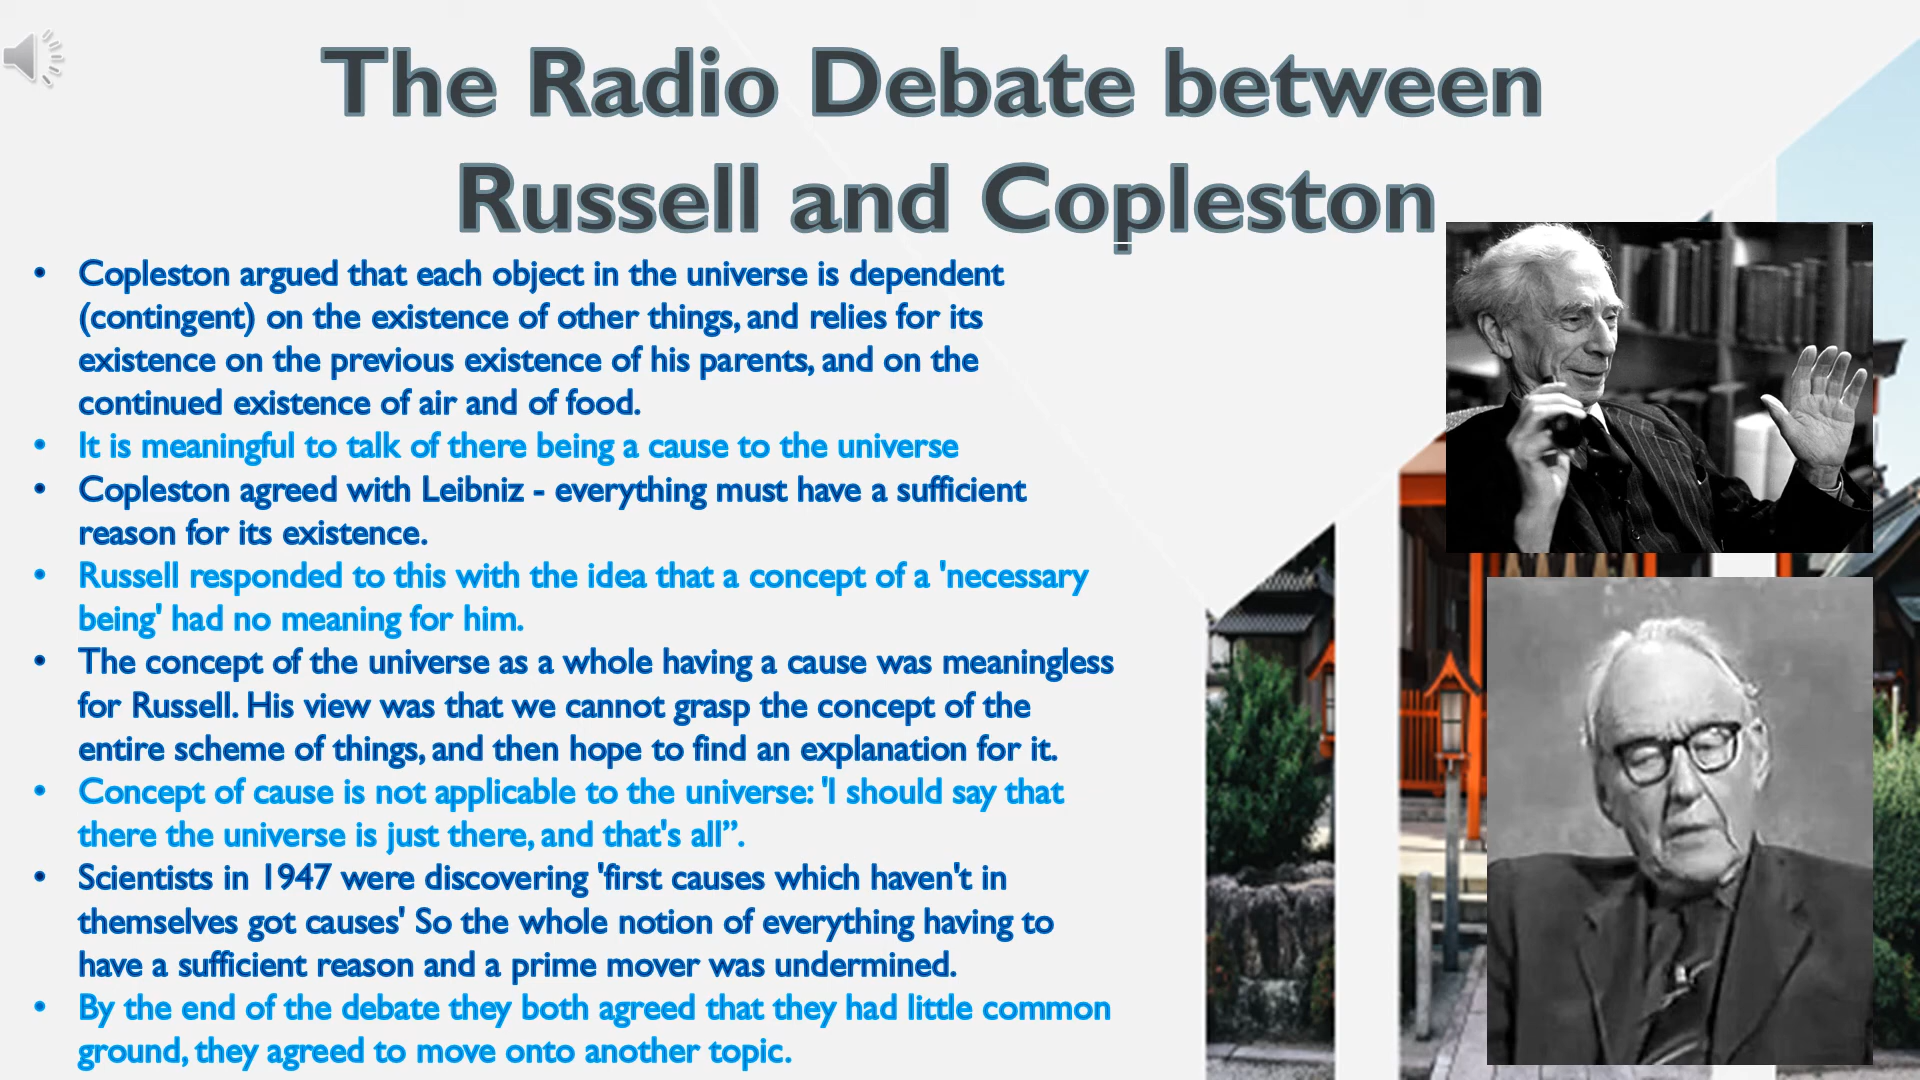 The Radio Debate between
Russell and Copleston
• Copleston argued that each object in the universe is dependent
(contingent) on the existence of other things, and relies for its
existence on the previous existence of his parents, and on the
continued existence of air and of food.
• It is meaningful to talk of there being a cause to the universe
• Copleston agreed with Leibniz - everything must have a sufficient
reason for its existence.
• Russell responded to this with the idea that a concept of a 'necessary
being' had no meaning for him.
• The concept of the universe as a whole having a cause was meaningless
for Russell. His view was that we cannot grasp the concept of the
entire scheme of things, and then hope to find an explanation for it.
• Concept of cause is not applicable to the universe: 'I should say that
there the universe is just there, and that's all”.
• Scientists in 1947 were discovering 'first causes which haven't in
themselves got causes' So the whole notion of everything having to
have a sufficient reason and a prime mover was undermined.
• By the end of the debate they both agreed that they had little common
ground, they agreed to move onto another topic.